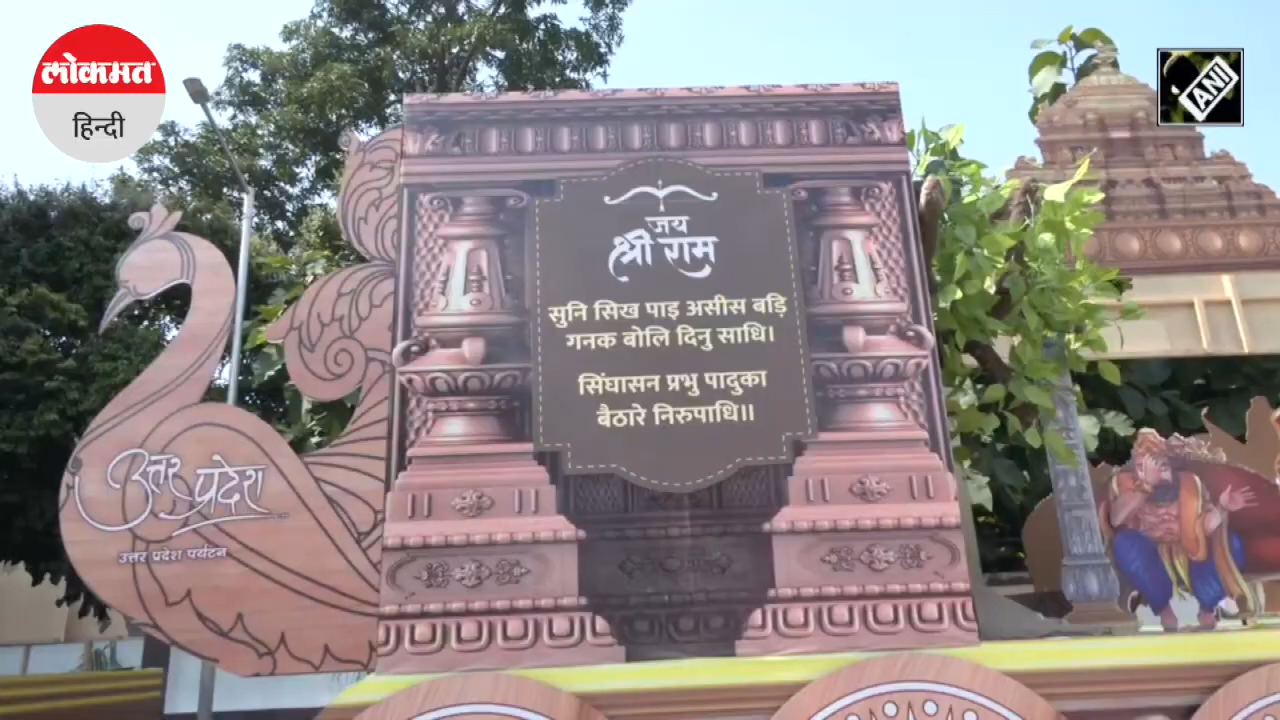 लोकमत
हिन्दी
ANI
जय
श्री राम
सुनि सिख पाइ असीस बड़ि
गनक बोलि दिनु साधि।
सिंघासन प्रभु पादुका
बैठारे निरुपाधि॥
उत्तर प्रदेश
उत्तर प्रदेश पर्यटन